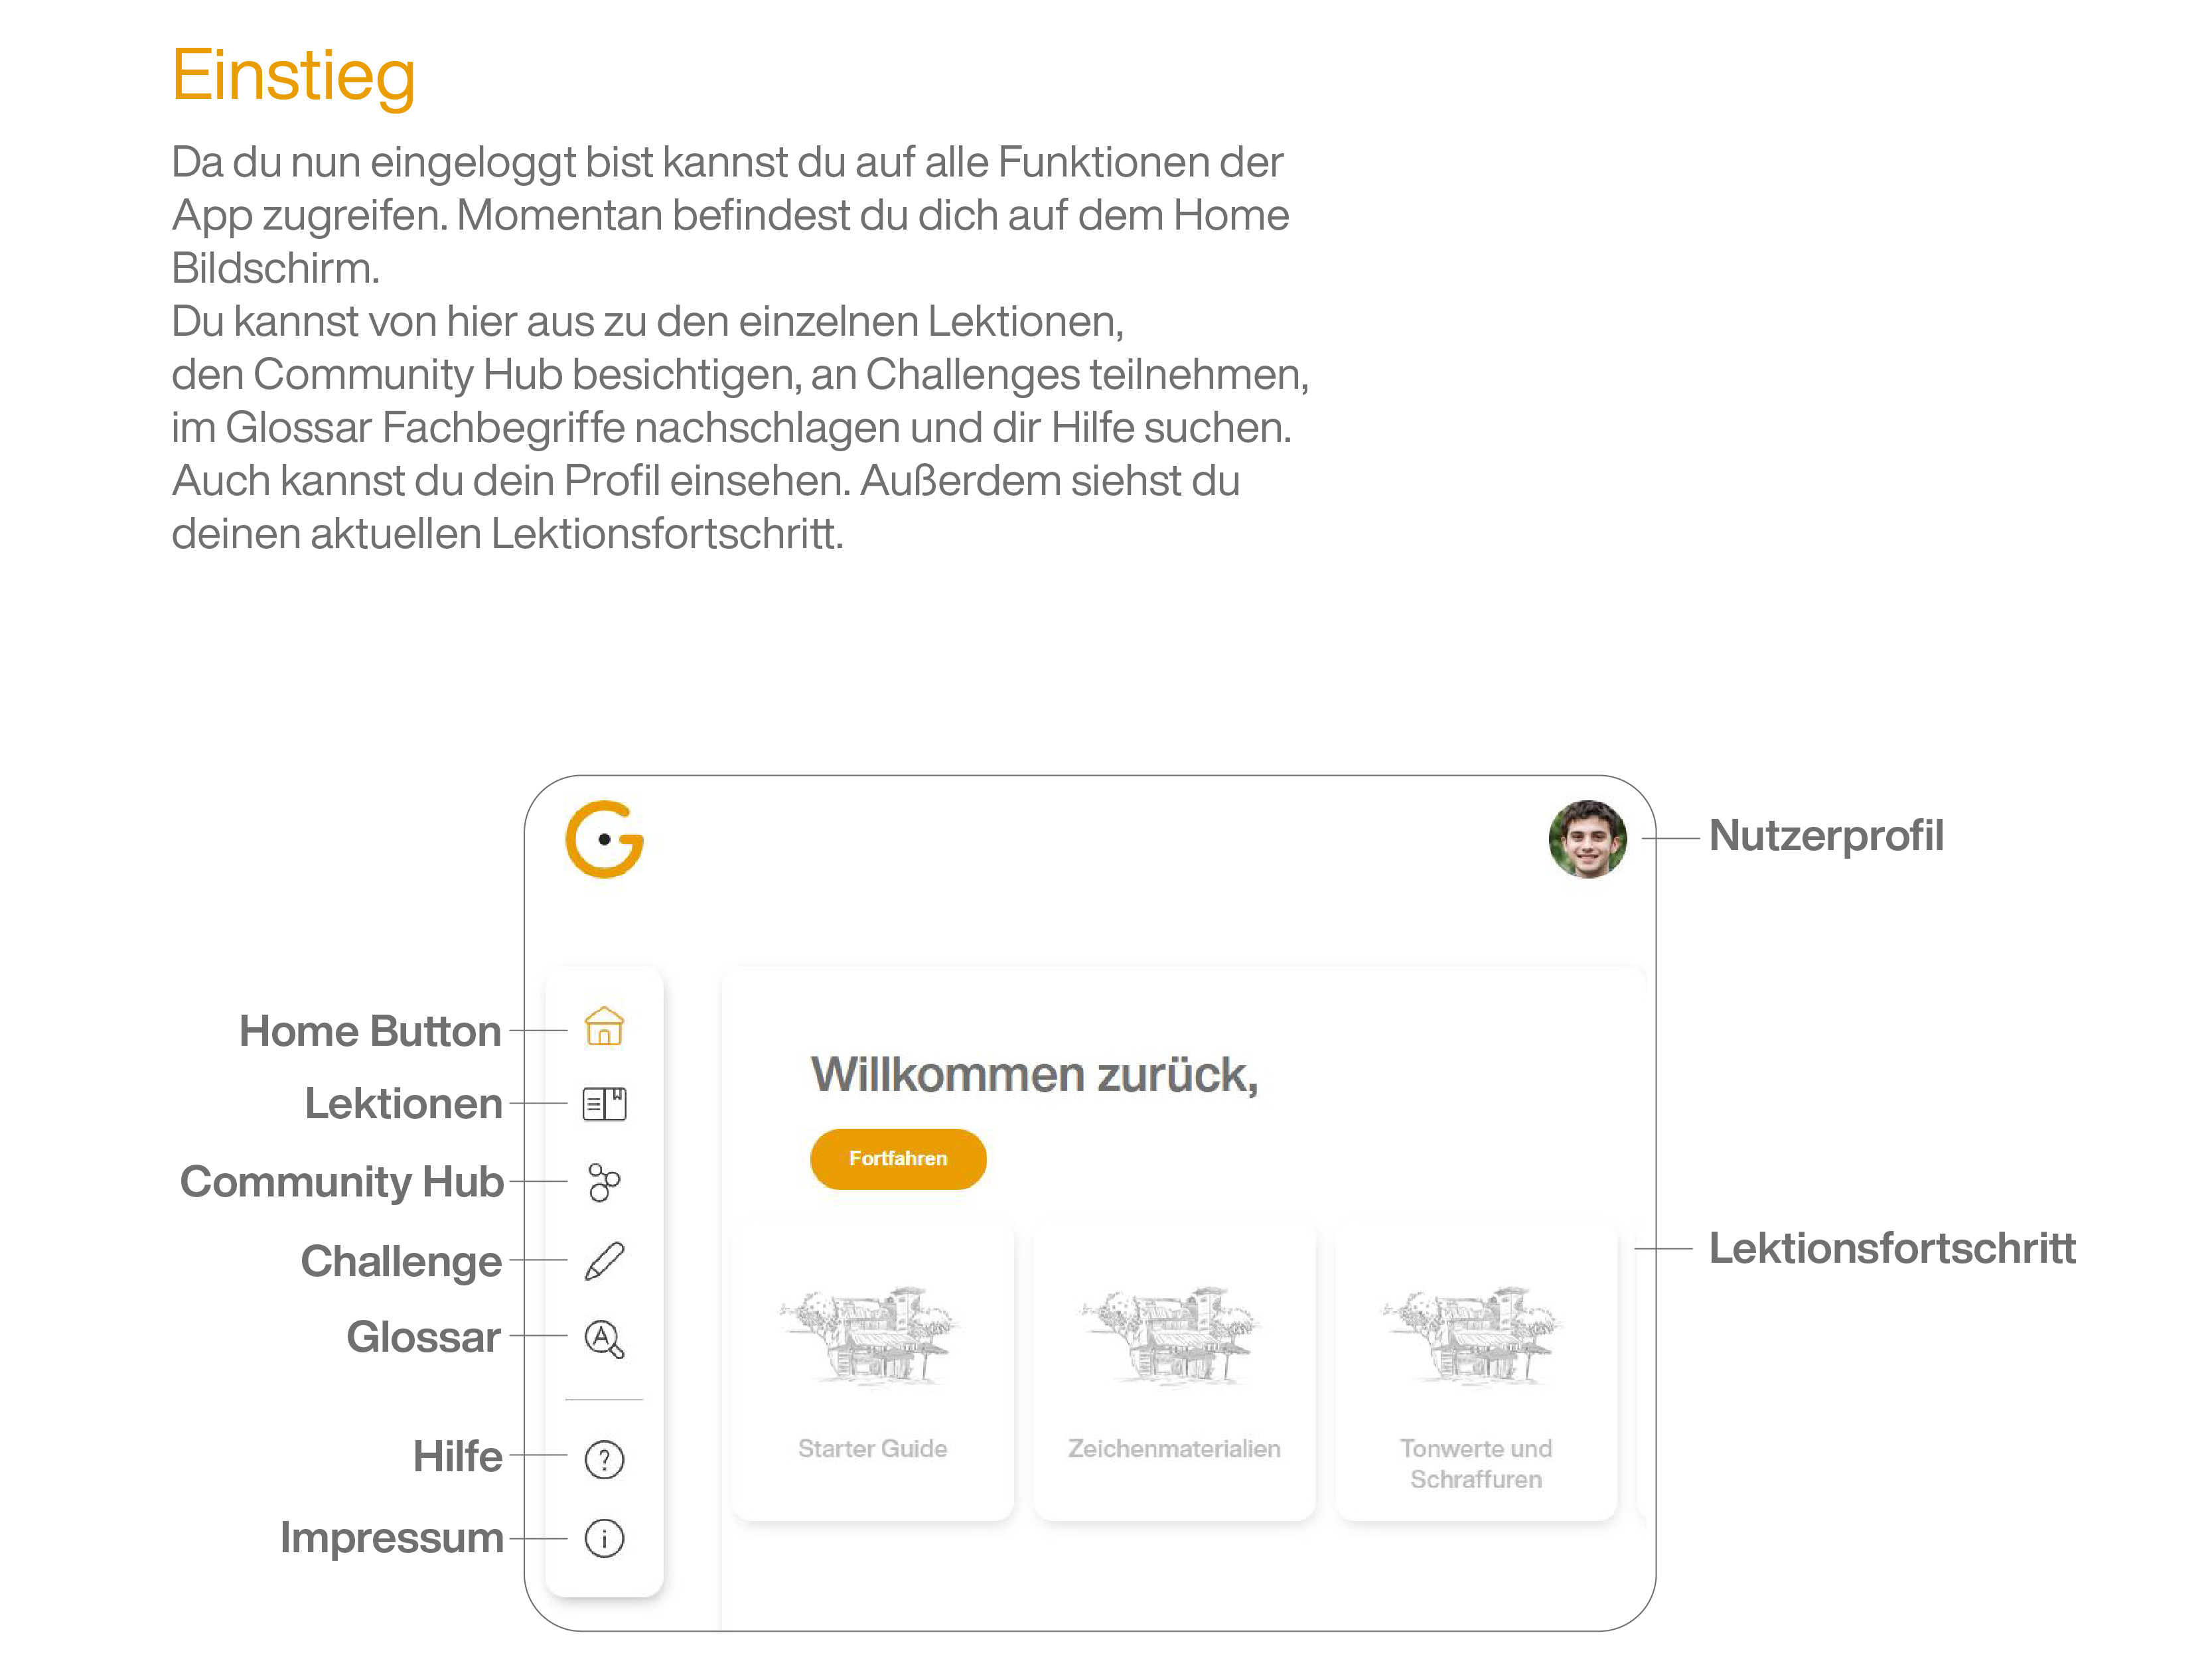 Einstieg
Da du nun eingeloggt bist kannst du auf alle Funktionen der
App zugreifen. Momentan befindest du dich auf dem Home
Bildschirm.
Du kannst von hier aus zu den einzelnen Lektionen,
den Community Hub besichtigen, an Challenges teilnehmen,
im Glossar Fachbegriffe nachschlagen und dir Hilfe suchen.
Auch kannst du dein Profil einsehen. Außerdem siehst du
deinen aktuellen Lektionsfortschritt.
Nutzerprofil
Home Button
Lektionen
Community Hub
Challenge
Glossar
Hilfe
Impressum
Willkommen zurück,
Fortfahren
Starter Guide
Zeichenmaterialien
Tonwerte und
Schraffuren
Lektionsfortschritt